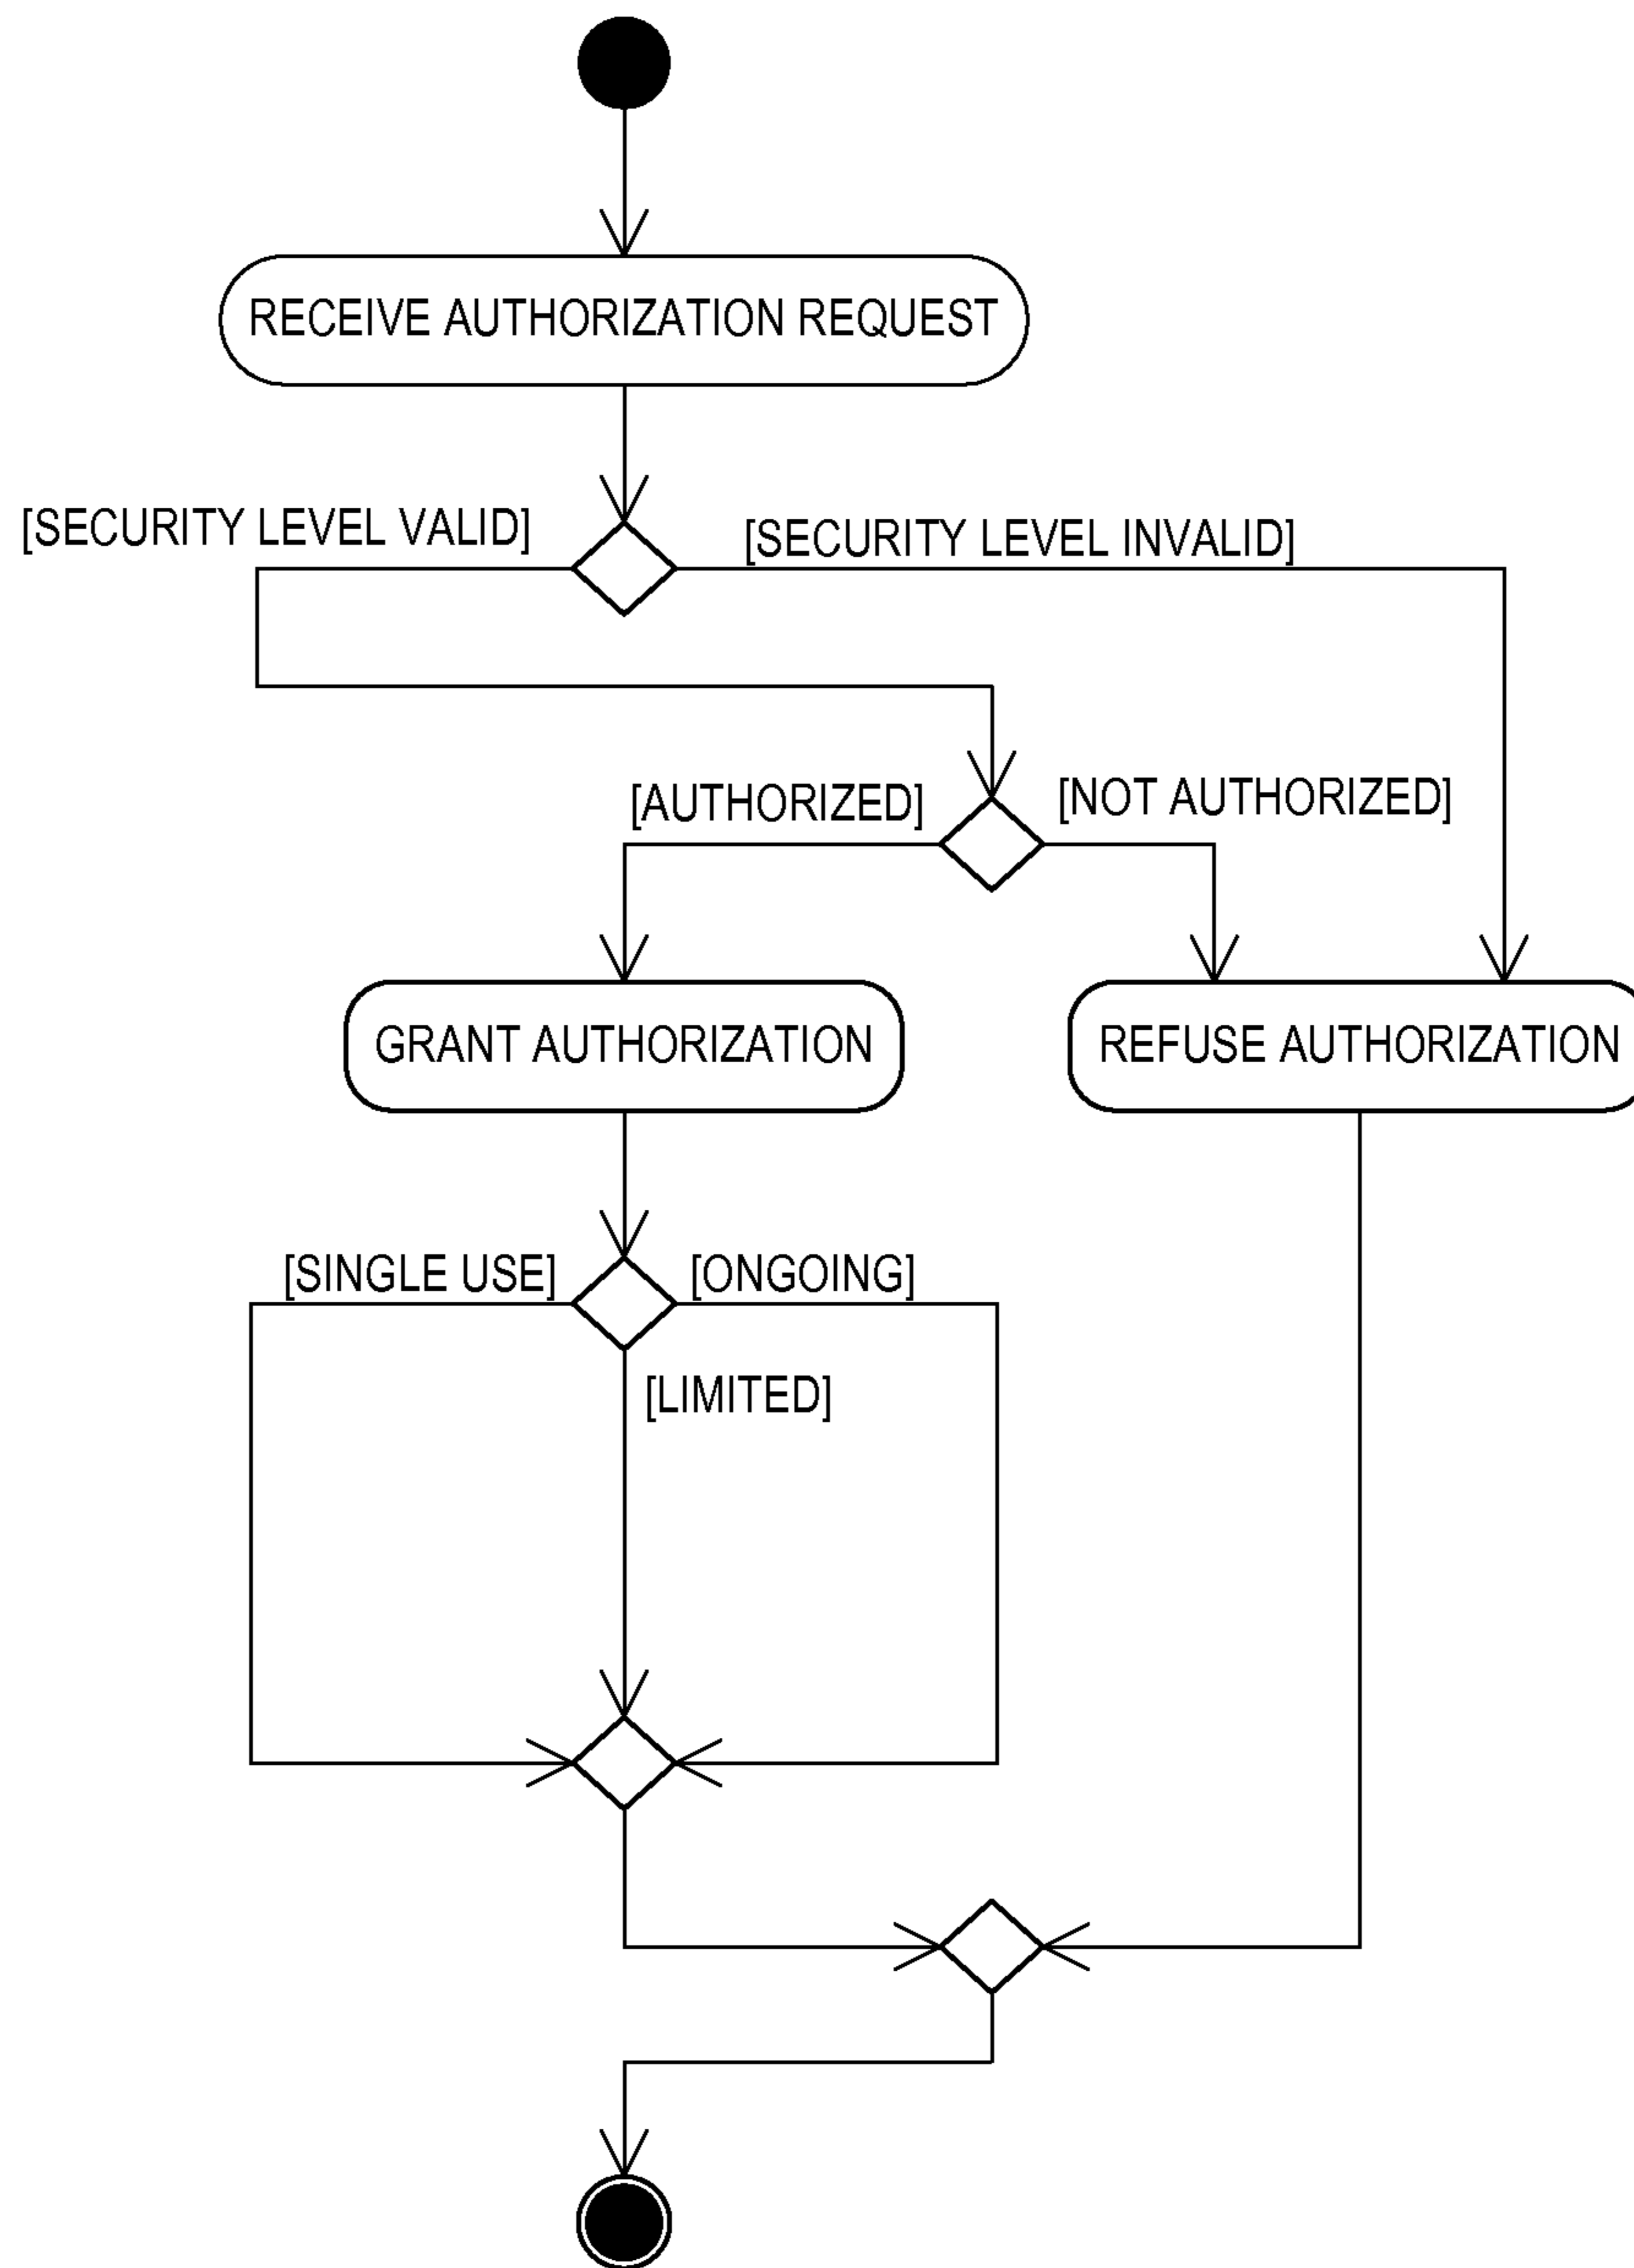 RECEIVE AUTHORIZATION REQUEST
[SECURITY LEVEL VALID]
[SECURITY LEVEL INVALID]
[AUTHORIZED]
[NOT AUTHORIZED]
GRANT AUTHORIZATION
REFUSE AUTHORIZATION
[SINGLE USE]
[ONGOING]
[LIMITED]